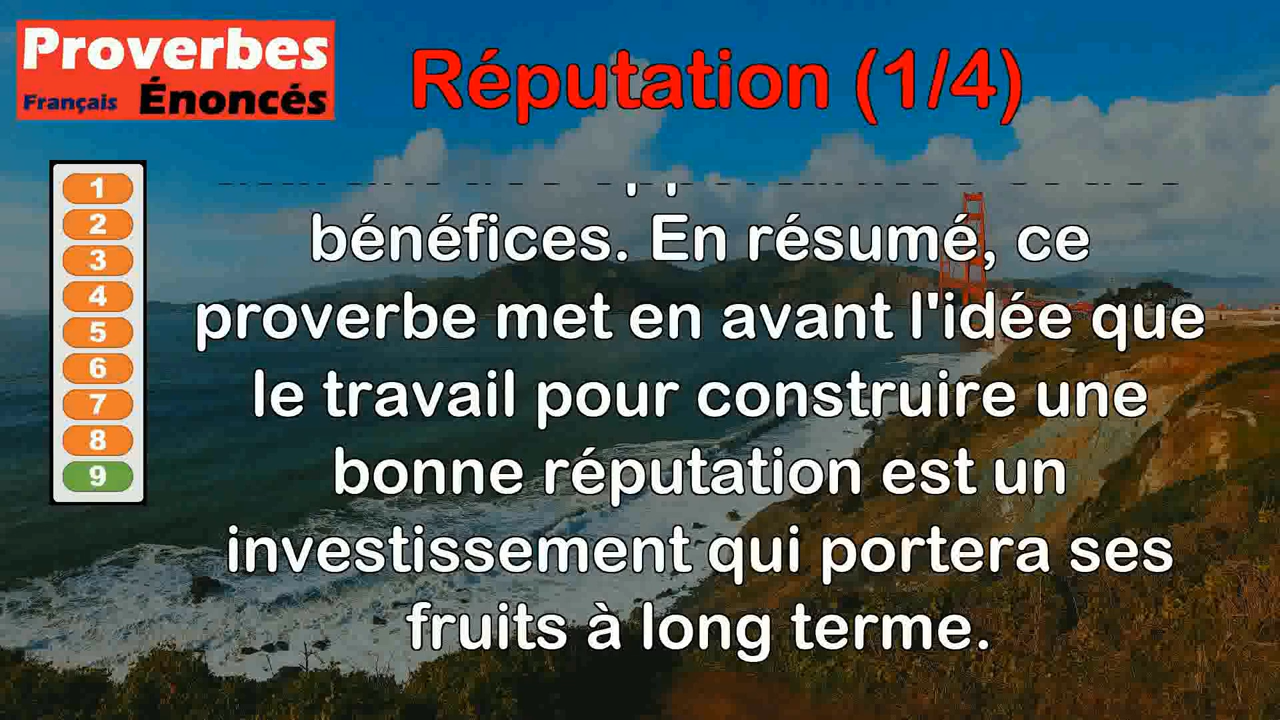 Proverbes
Français Énoncés
Réputation (1/4)
1
2
3
4
5
6
7
8
9
bénéfices. En résumé, ce
proverbe met en avant l'idée que
le travail pour construire une
bonne réputation est un
investissement qui portera ses
fruits à long terme.